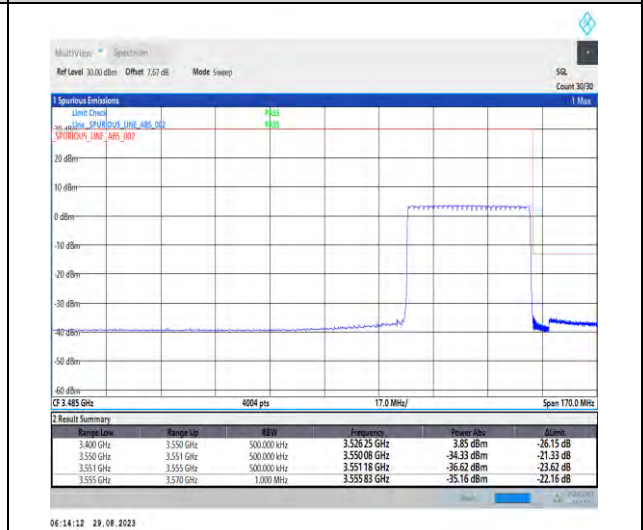 MultiView Spectrum
Ref Level 30.00 dBm Offset 7.67 dB Mode Sweep SGL
Count 30/30
1 Spurious Emissions 1 Max
Limit Check PASS
Line _SPURIOUS_LINE_ABS_002 PASS
_SPURIOUS_LINE_ABS_002
20 dBm
10 dBm
0 dBm
-10 dBm
-20 dBm
-30 dBm
-40 dBm
-50 dBm
-60 dBm
CF 3.485 GHz 4004 pts 17.0 MHz/ Span 170.0 MHz
2 Result Summary
Range Low Range Up RBW Frequency Power Abs ΔLimit
3.400 GHz 3.550 GHz 500.000 kHz 3.526 25 GHz 3.85 dBm -26.15 dB
3.550 GHz 3.551 GHz 500.000 kHz 3.550 08 GHz -34.33 dBm -21.33 dB
3.551 GHz 3.555 GHz 500.000 kHz 3.551 18 GHz -36.62 dBm -23.62 dB
3.555 GHz 3.570 GHz 1.000 MHz 3.555 83 GHz -35.16 dBm -22.16 dB
06:14:12 29.08.2023